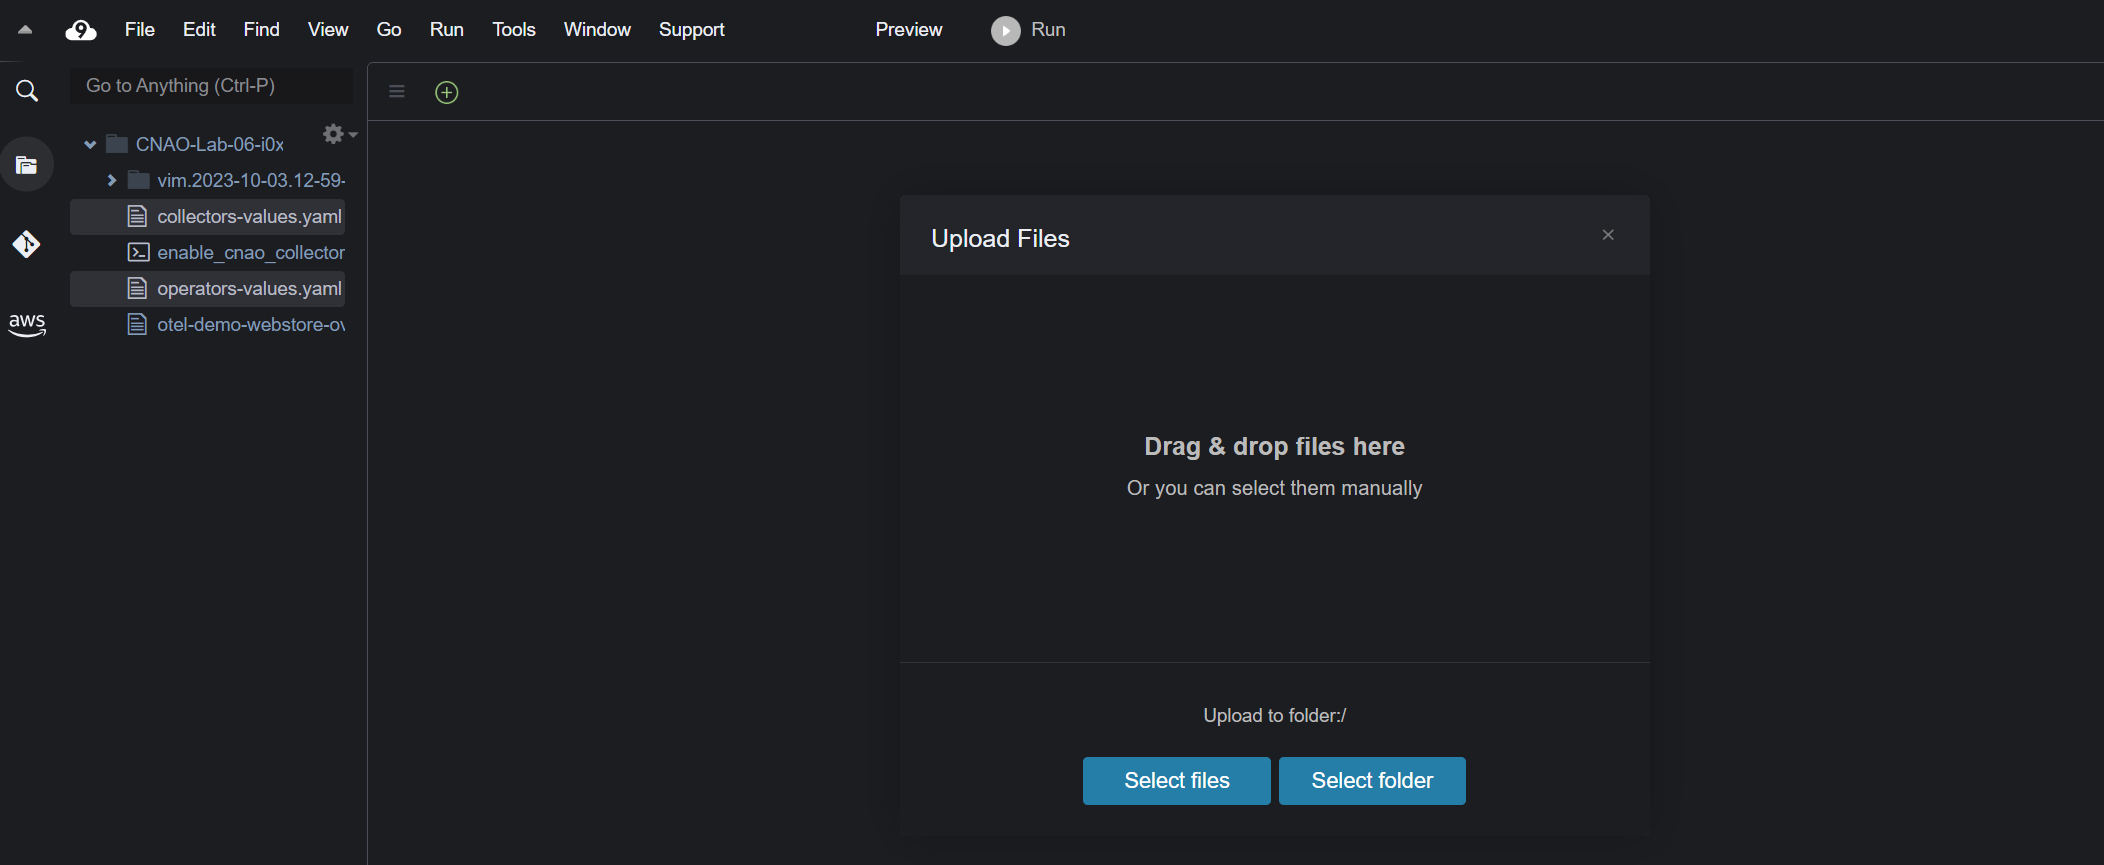 File Edit Find View Go Run Tools Window Support Preview Run
Go to Anything (Ctrl-P)
CNAO-Lab-06-i0x
vim.2023-10-03.12-59-
collectors-values.yaml
enable_cnao_collector
operators-values.yaml
otel-demo-webstore-ov
aws
Upload Files
Drag & drop files here
Or you can select them manually
Upload to folder:/
Select files
Select folder